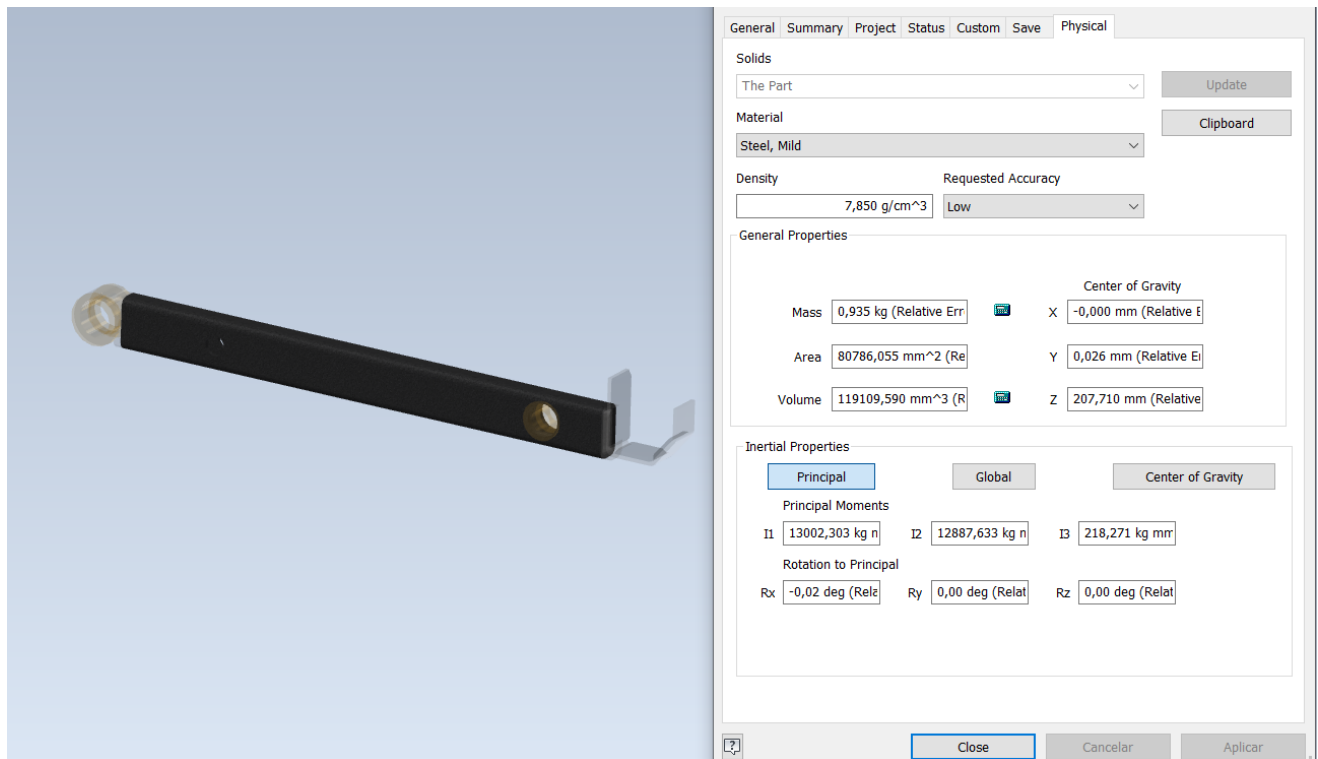 General Summary Project Status Custom Save Physical
Solids
The Part
Update
Material
Clipboard
Steel, Mild
Density Requested Accuracy
7,850 g/cm^3 Low
General Properties
Center of Gravity
Mass 0,935 kg (Relative Err X -0,000 mm (Relative E
Area 80786,055 mm^2 (Re Y 0,026 mm (Relative Er
Volume 119109,590 mm^3 (R Z 207,710 mm (Relative
Inertial Properties
Principal Global Center of Gravity
Principal Moments
I1 13002,303 kg n I2 12887,633 kg n I3 218,271 kg mm
Rotation to Principal
Rx -0,02 deg (Rela Ry 0,00 deg (Relat Rz 0,00 deg (Relat
? Close Cancelar Aplicar